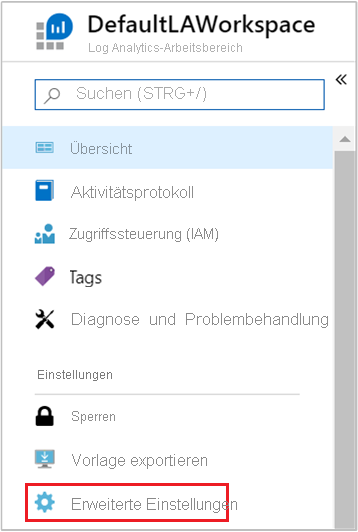 DefaultLAWorkspace
Log Analytics-Arbeitsbereich
Suchen (STRG+/)
Übersicht
Aktivitätsprotokoll
Zugriffssteuerung (IAM)
Tags
Diagnose und Problembehandlung
Einstellungen
Sperren
Vorlage exportieren
Erweiterte Einstellungen